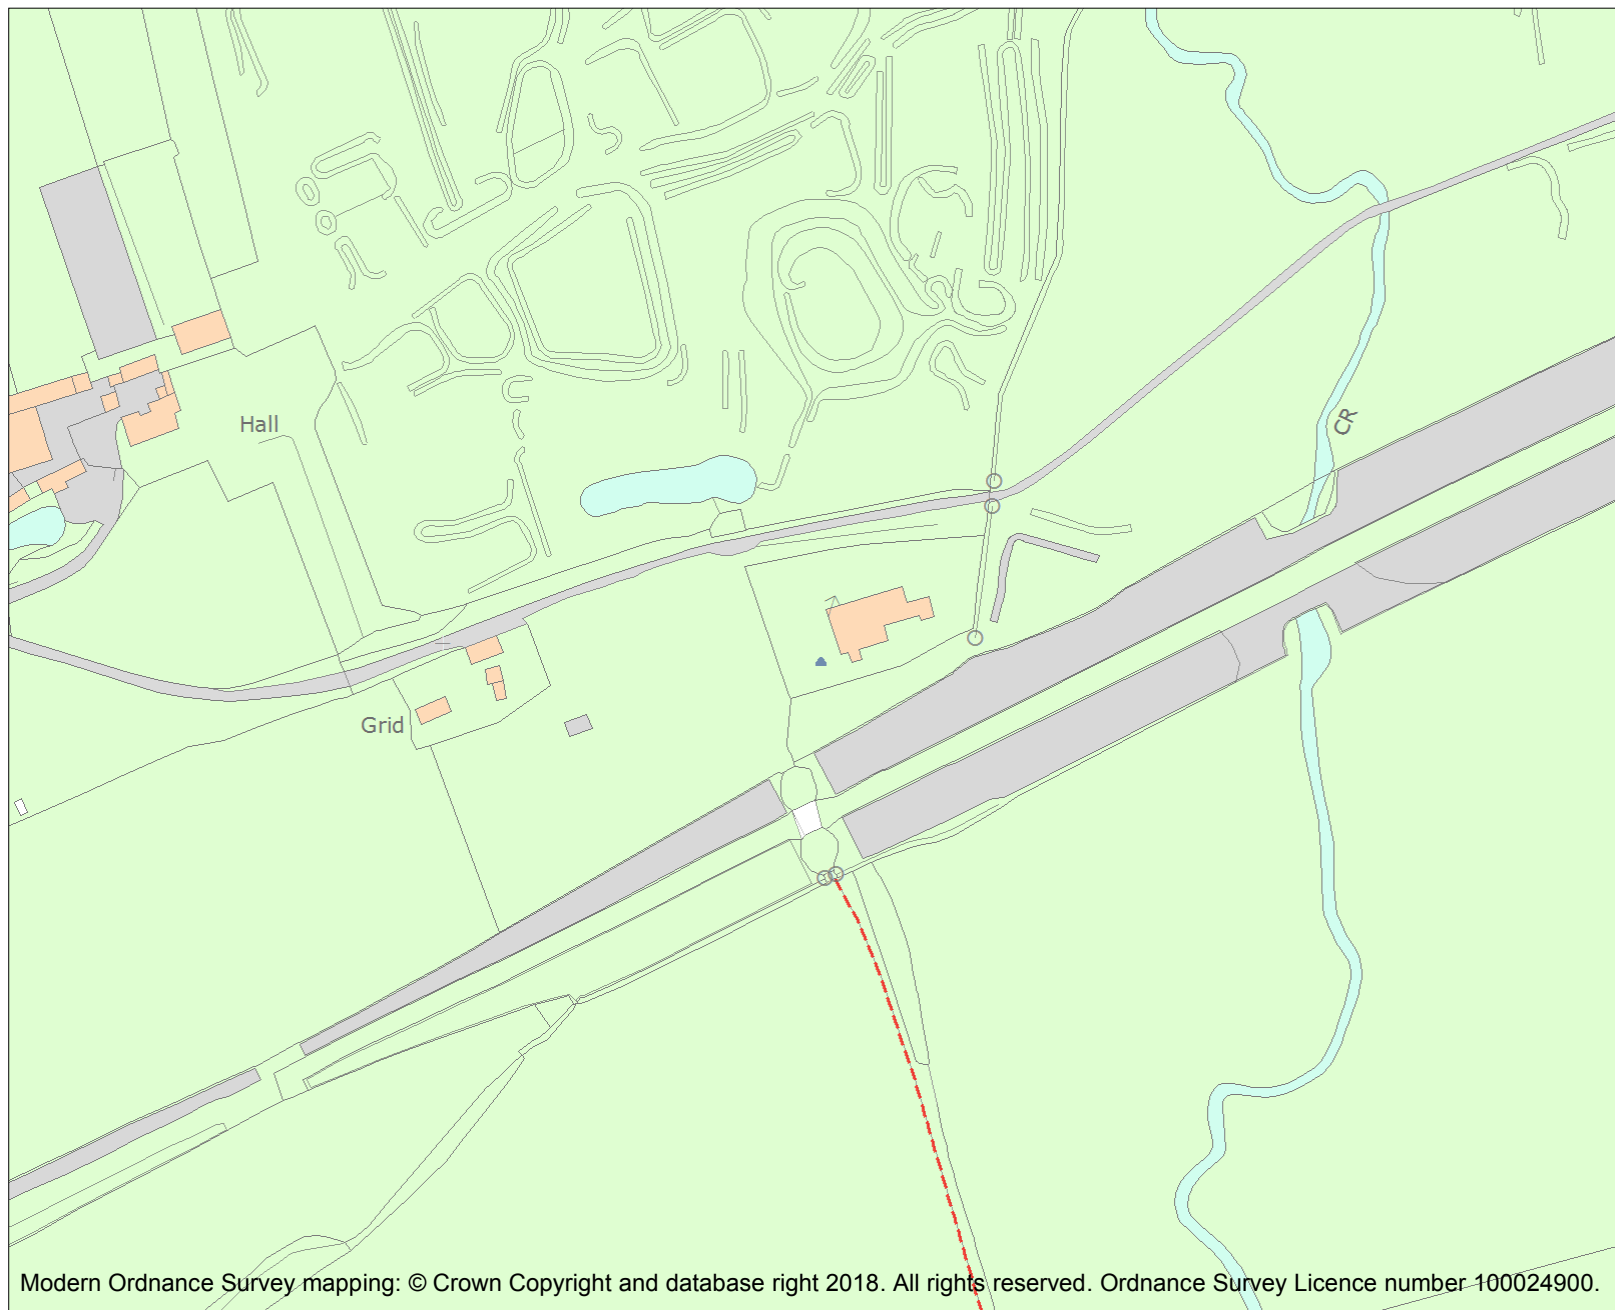 Hall
CR
Grid
Modern Ordnance Survey mapping: © Crown Copyright and database right 2018. All rights reserved. Ordnance Survey Licence number 100024900.